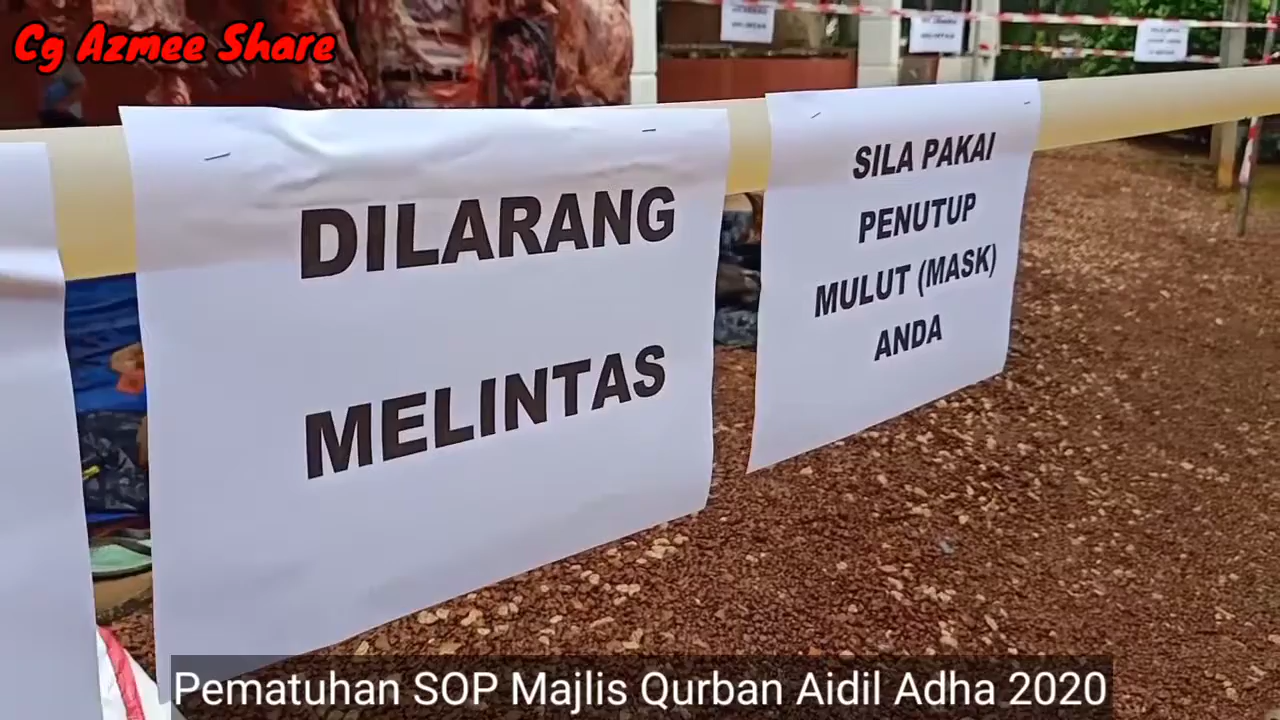 Cg Azmee Share
DILARANG
MELINTAS
SILA PAKAI
PENUTUP
MULUT (MASK)
ANDA
Pematuhan SOP Majlis Qurban Aidil Adha 2020